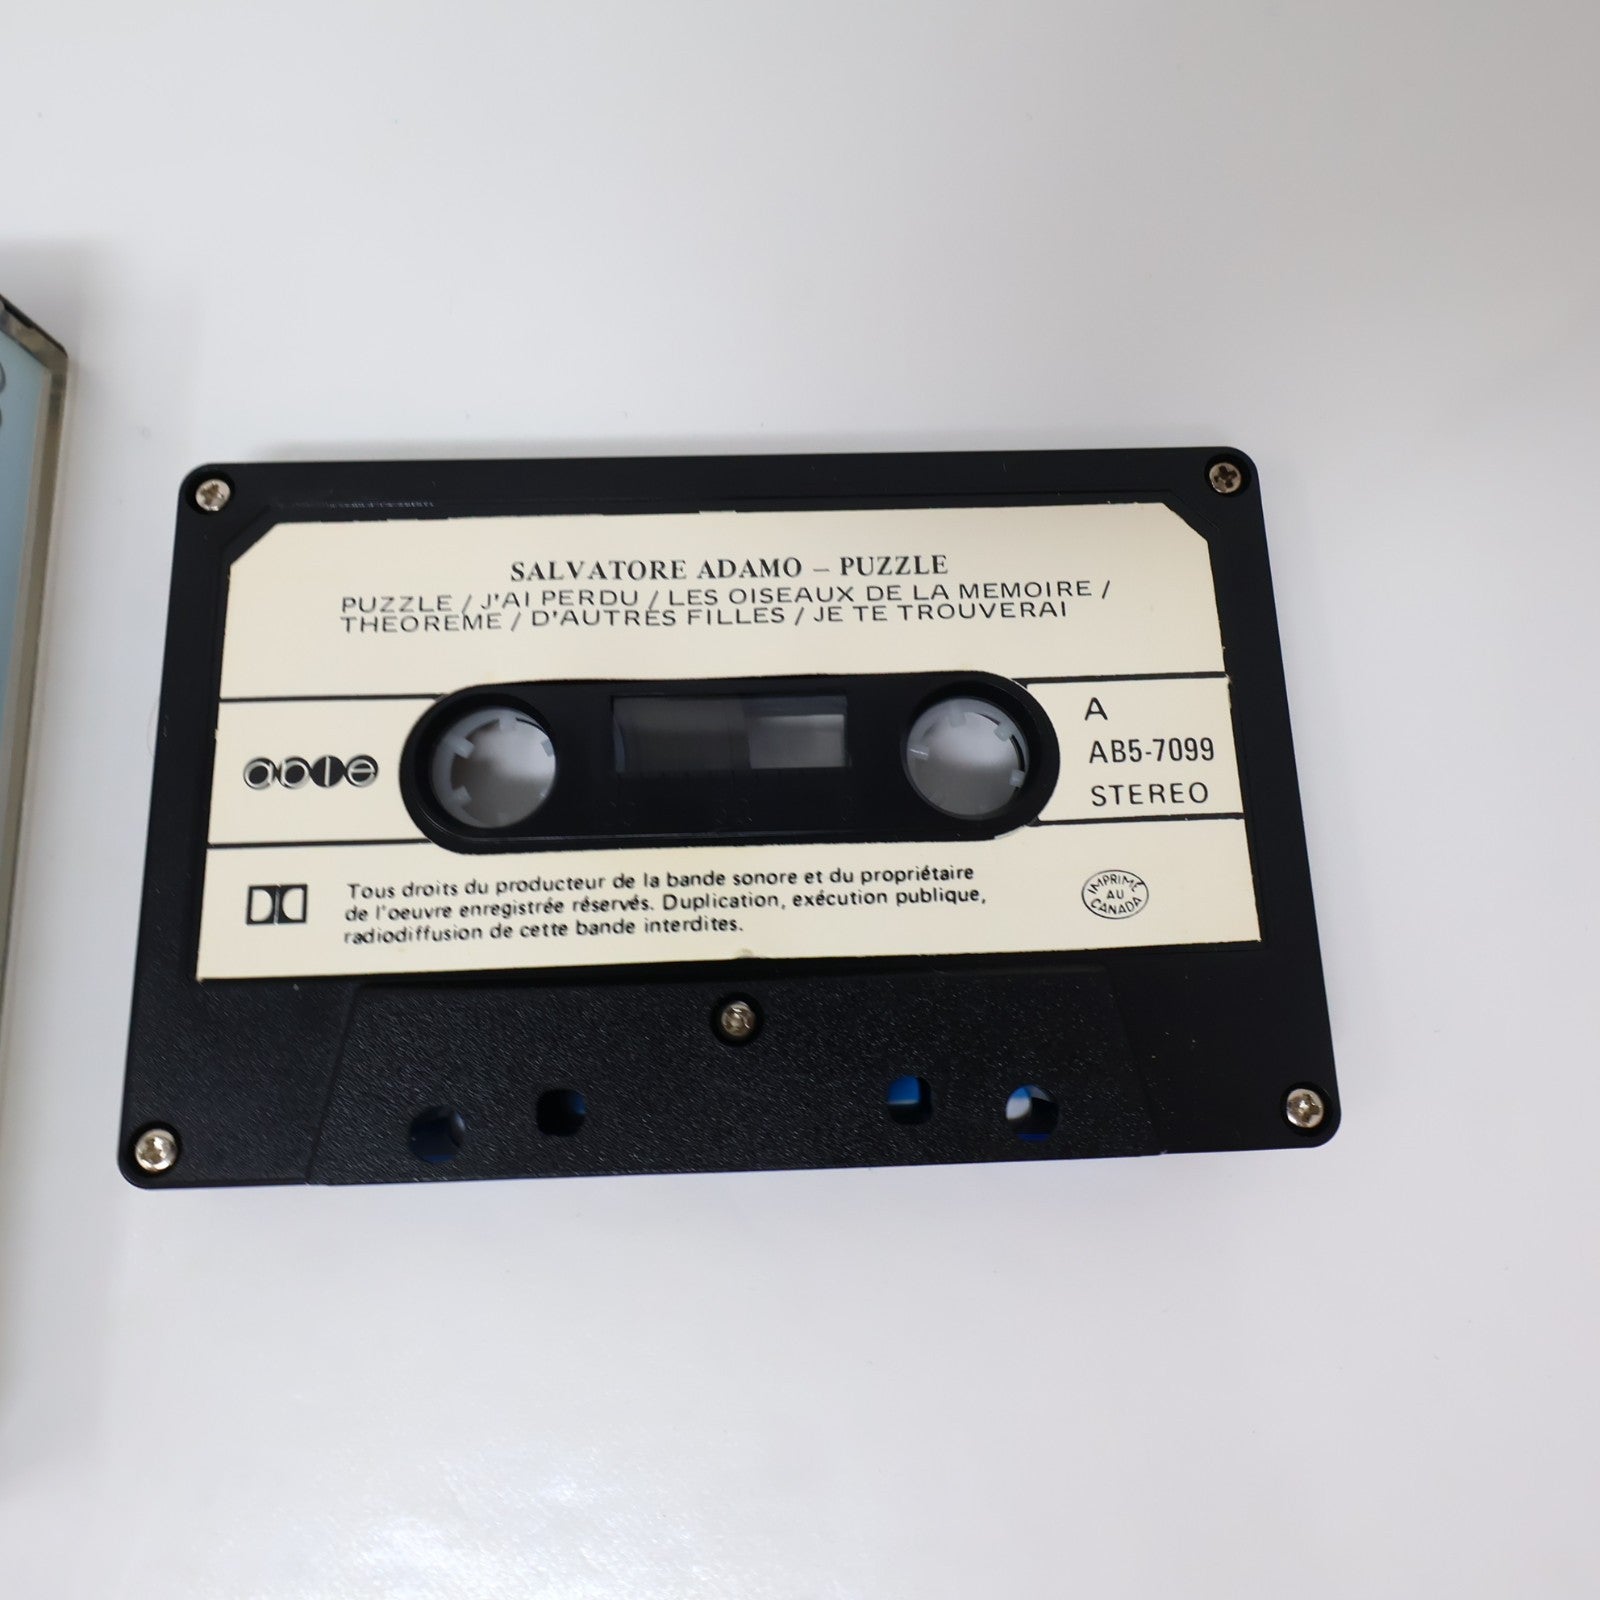 SALVATORE ADAMO – PUZZLE
PUZZLE / J'AI PERDU / LES OISEAUX DE LA MEMOIRE /
THEOREME / D'AUTRES FILLES / JE TE TROUVERAI
able
A
AB5-7099
STEREO
Tous droits du producteur de la bande sonore et du propriétaire
de l'oeuvre enregistrée réservés. Duplication, exécution publique,
radiodiffusion de cette bande interdites.
IMPRIMÉ
AU
CANADA